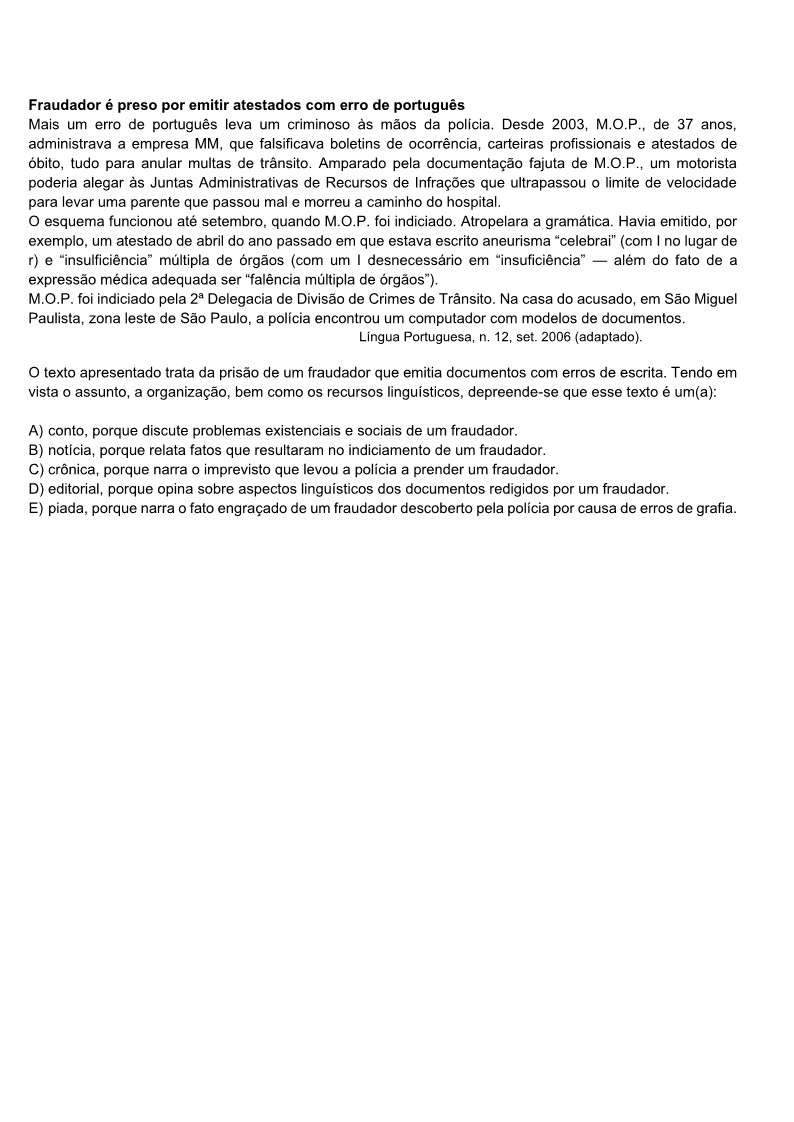 Fraudador é preso por emitir atestados com erro de português
Mais um erro de português leva um criminoso às mãos da polícia. Desde 2003, M.O.P., de 37 anos,
administrava a empresa MM, que falsificava boletins de ocorrência, carteiras profissionais e atestados de
óbito, tudo para anular multas de trânsito. Amparado pela documentação fajuta de M.O.P., um motorista
poderia alegar às Juntas Administrativas de Recursos de Infrações que ultrapassou o limite de velocidade
para levar uma parente que passou mal e morreu a caminho do hospital.
O esquema funcionou até setembro, quando M.O.P. foi indiciado. Atropelara a gramática. Havia emitido, por
exemplo, um atestado de abril do ano passado em que estava escrito aneurisma “celebrai” (com l no lugar de
r) e “insulficiência” múltipla de órgãos (com um l desnecessário em “insuficiência” — além do fato de a
expressão médica adequada ser “falência múltipla de órgãos”).
M.O.P. foi indiciado pela 2ª Delegacia de Divisão de Crimes de Trânsito. Na casa do acusado, em São Miguel
Paulista, zona leste de São Paulo, a polícia encontrou um computador com modelos de documentos.
Língua Portuguesa, n. 12, set. 2006 (adaptado).
O texto apresentado trata da prisão de um fraudador que emitia documentos com erros de escrita. Tendo em
vista o assunto, a organização, bem como os recursos linguísticos, depreende-se que esse texto é um(a):
A) conto, porque discute problemas existenciais e sociais de um fraudador.
B) notícia, porque relata fatos que resultaram no indiciamento de um fraudador.
C) crônica, porque narra o imprevisto que levou a polícia a prender um fraudador.
D) editorial, porque opina sobre aspectos linguísticos dos documentos redigidos por um fraudador.
E) piada, porque narra o fato engraçado de um fraudador descoberto pela polícia por causa de erros de grafia.